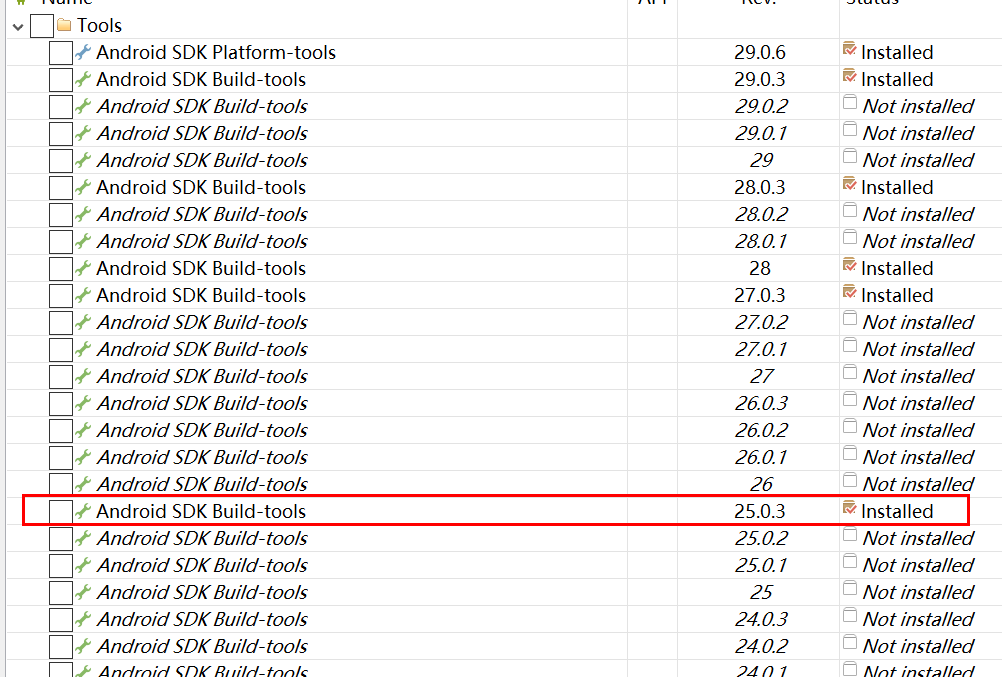 Name API Rev. Status
Tools
Android SDK Platform-tools 29.0.6 Installed
Android SDK Build-tools 29.0.3 Installed
Android SDK Build-tools 29.0.2 Not installed
Android SDK Build-tools 29.0.1 Not installed
Android SDK Build-tools 29 Not installed
Android SDK Build-tools 28.0.3 Installed
Android SDK Build-tools 28.0.2 Not installed
Android SDK Build-tools 28.0.1 Not installed
Android SDK Build-tools 28 Installed
Android SDK Build-tools 27.0.3 Installed
Android SDK Build-tools 27.0.2 Not installed
Android SDK Build-tools 27.0.1 Not installed
Android SDK Build-tools 27 Not installed
Android SDK Build-tools 26.0.3 Not installed
Android SDK Build-tools 26.0.2 Not installed
Android SDK Build-tools 26.0.1 Not installed
Android SDK Build-tools 26 Not installed
Android SDK Build-tools 25.0.3 Installed
Android SDK Build-tools 25.0.2 Not installed
Android SDK Build-tools 25.0.1 Not installed
Android SDK Build-tools 25 Not installed
Android SDK Build-tools 24.0.3 Not installed
Android SDK Build-tools 24.0.2 Not installed
Android SDK Build-tools 24.0.1 Not installed